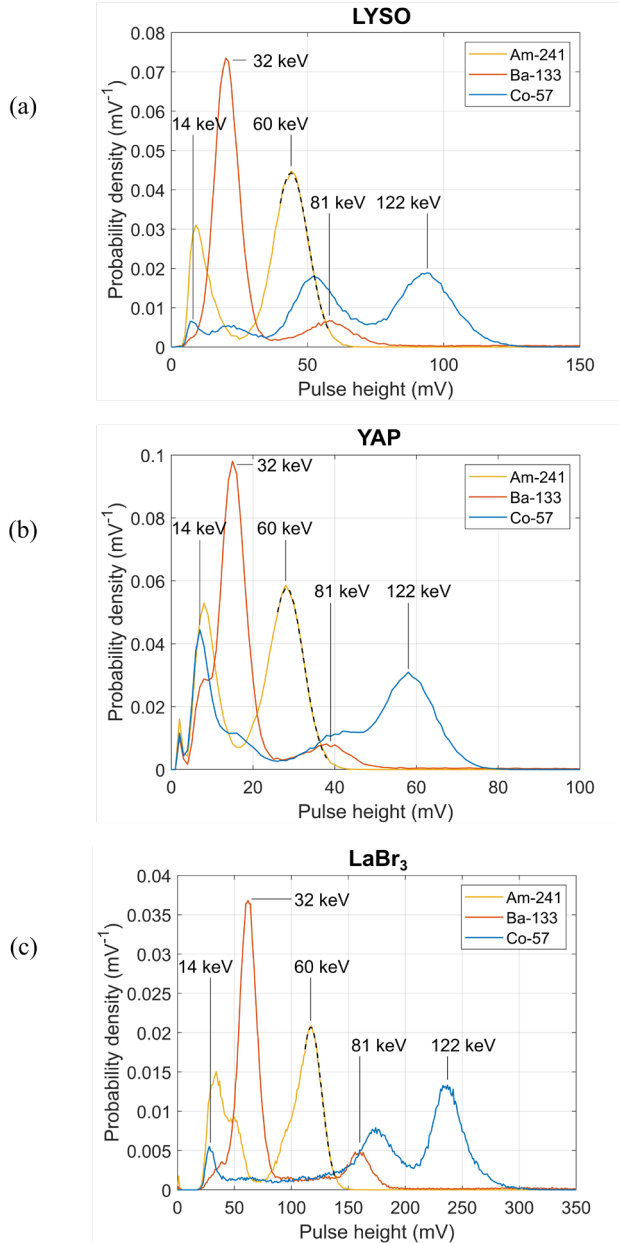 (a)
LYSO
Probability density (mV⁻¹)
0.08
0.07
0.06
0.05
0.04
0.03
0.02
0.01
0
32 keV
14 keV
60 keV
81 keV
122 keV
Am-241
Ba-133
Co-57
0 50 100 150
Pulse height (mV)
(b)
YAP
Probability density (mV⁻¹)
0.1
0.08
0.06
0.04
0.02
0
32 keV
14 keV
60 keV
81 keV
122 keV
Am-241
Ba-133
Co-57
0 20 40 60 80 100
Pulse height (mV)
(c)
LaBr₃
Probability density (mV⁻¹)
0.04
0.035
0.03
0.025
0.02
0.015
0.01
0.005
0
32 keV
14 keV
60 keV
81 keV
122 keV
Am-241
Ba-133
Co-57
0 50 100 150 200 250 300 350
Pulse height (mV)